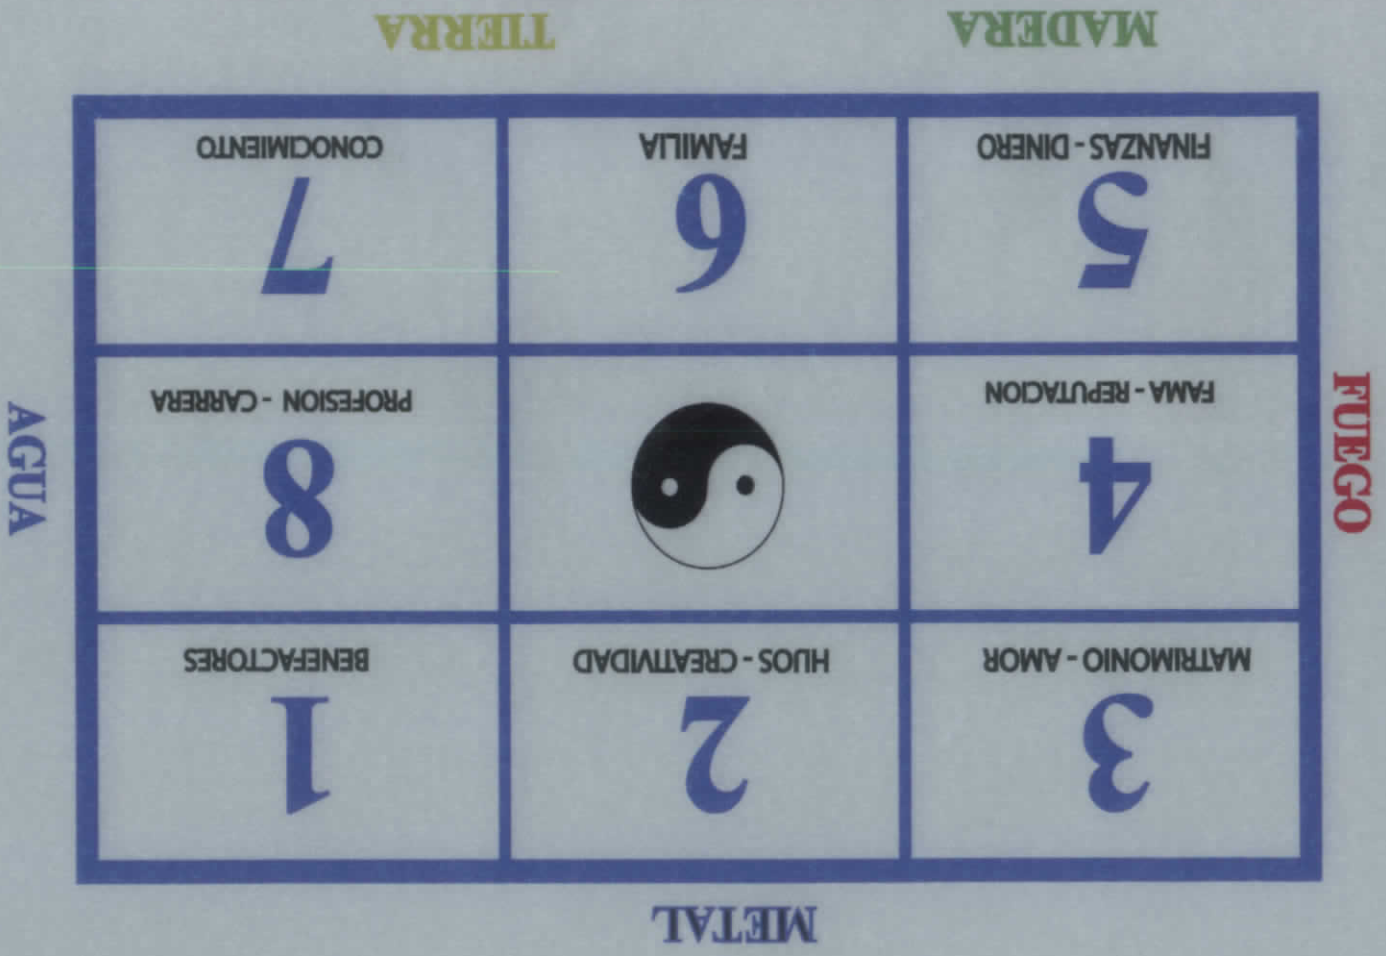 METAL
3
MATRIMONIO - AMOR
2
HIJOS - CREATIVIDAD
1
BENEFACTORES
FUEGO
4
FAMA - REPUTACION
8
PROFESION - CARRERA
AGUA
5
FINANZAS - DINERO
6
FAMILIA
7
CONOCIMIENTO
MADERA
TIERRA